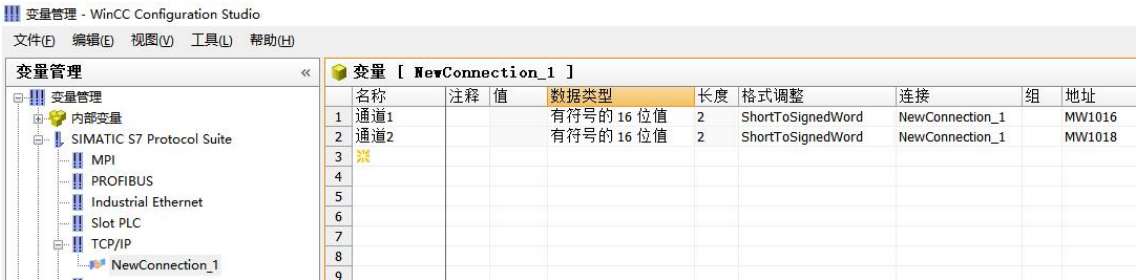 变量管理 - WinCC Configuration Studio
文件(F) 编辑(E) 视图(V) 工具(L) 帮助(H)
变量管理 «
变量 [ NewConnection_1 ]
变量管理
内部变量
SIMATIC S7 Protocol Suite
MPI
PROFIBUS
Industrial Ethernet
Slot PLC
TCP/IP
NewConnection_1
名称 注释 值 数据类型 长度 格式调整 连接 组 地址
1 通道1 有符号的 16 位值 2 ShortToSignedWord NewConnection_1 MW1016
2 通道2 有符号的 16 位值 2 ShortToSignedWord NewConnection_1 MW1018
3
4
5
6
7
8
9